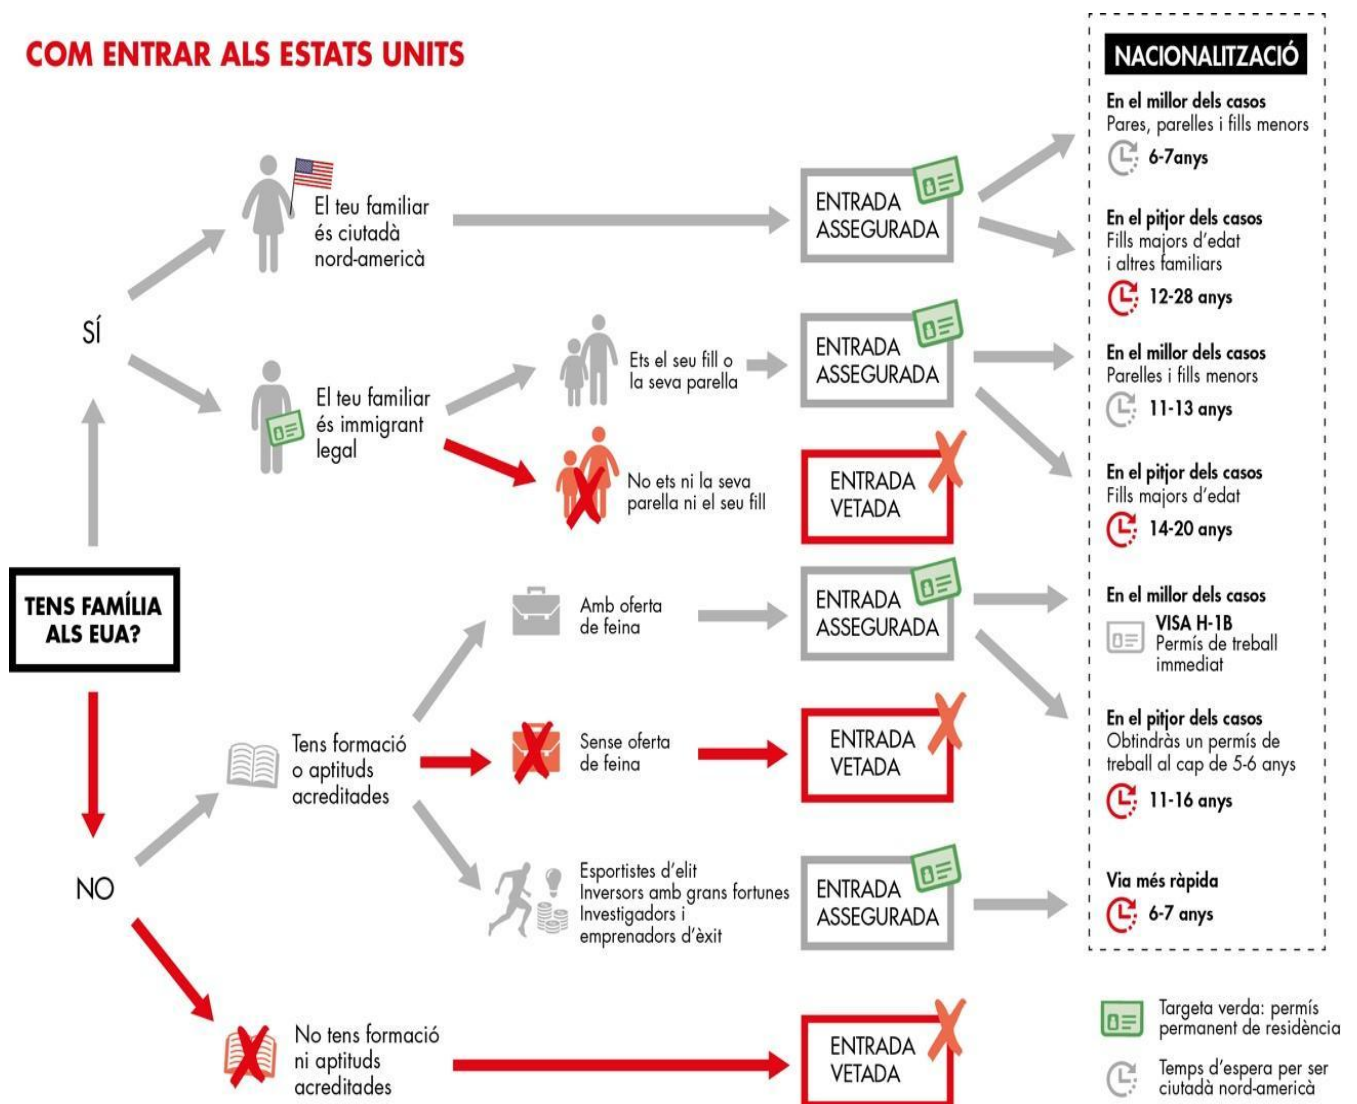 COM ENTRAR ALS ESTATS UNITS
TENS FAMÍLIA
ALS EUA?
SÍ
El teu familiar
és ciutadà
nord-americà
ENTRADA
ASSEGURADA
El teu familiar
és immigrant
legal
Ets el seu fill o
la seva parella
ENTRADA
ASSEGURADA
No ets ni la seva
parella ni el seu fill
ENTRADA
VETADA
NO
Tens formació
o aptituds
acreditades
Amb oferta
de feina
ENTRADA
ASSEGURADA
Sense oferta
de feina
ENTRADA
VETADA
Esportistes d'elit
Inversors amb grans fortunes
Investigadors i
emprenadors d'èxit
ENTRADA
ASSEGURADA
No tens formació
ni aptituds
acreditades
ENTRADA
VETADA
NACIONALITZACIÓ
En el millor dels casos
Pares, parelles i fills menors
6-7anys
En el pitjor dels casos
Fills majors d'edat
i altres familiars
12-28 anys
En el millor dels casos
Parelles i fills menors
11-13 anys
En el pitjor dels casos
Fills majors d'edat
14-20 anys
En el millor dels casos
VISA H-1B
Permís de treball
immediat
En el pitjor dels casos
Obtindràs un permís de
treball al cap de 5-6 anys
11-16 anys
Via més ràpida
6-7 anys
Targeta verda: permís
permanent de residència
Temps d'espera per ser
ciutadà nord-americà